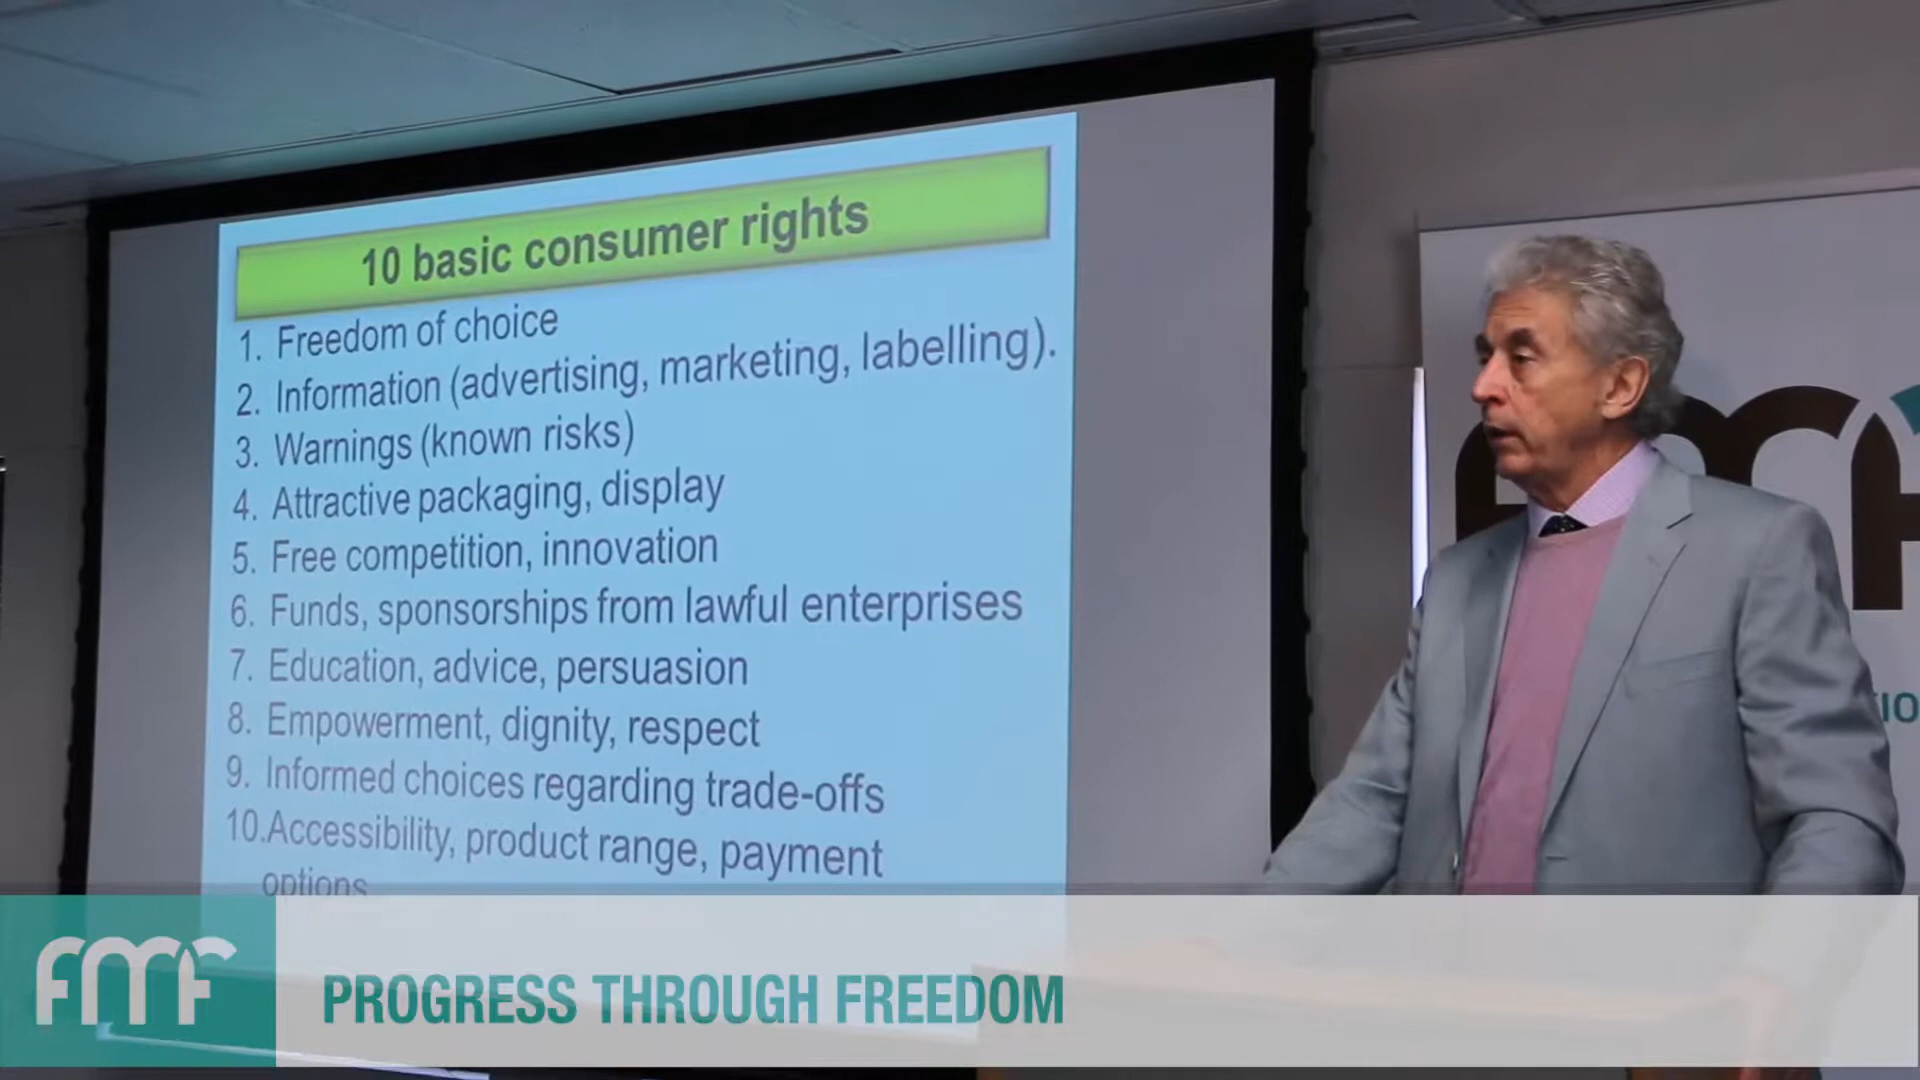 10 basic consumer rights
1. Freedom of choice
2. Information (advertising, marketing, labelling).
3. Warnings (known risks)
4. Attractive packaging, display
5. Free competition, innovation
6. Funds, sponsorships from lawful enterprises
7. Education, advice, persuasion
8. Empowerment, dignity, respect
9. Informed choices regarding trade-offs
10.Accessibility, product range, payment
options
FMF
IO
FMF
PROGRESS THROUGH FREEDOM